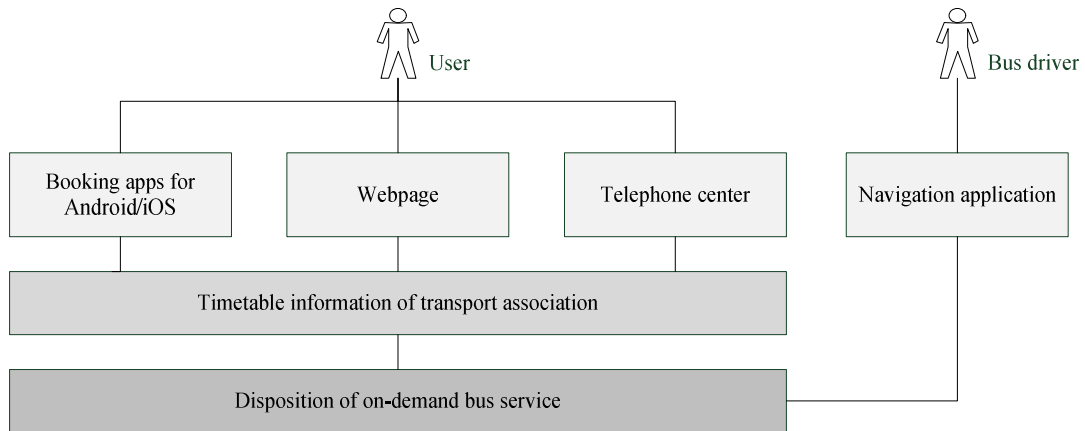 User
Bus driver
Booking apps for
Android/iOS
Webpage
Telephone center
Navigation application
Timetable information of transport association
Disposition of on-demand bus service